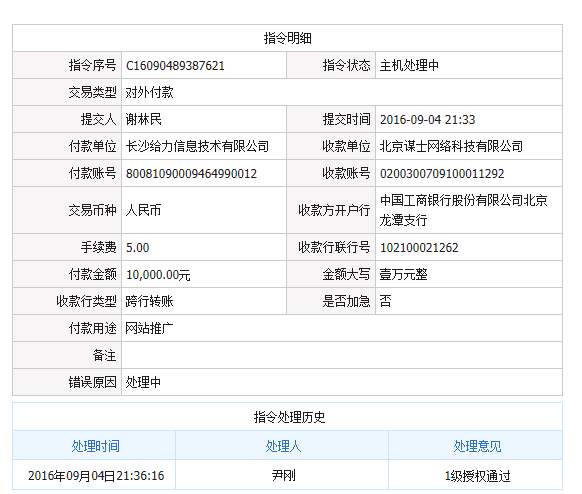 指令明细
指令序号 C16090489387621 指令状态 主机处理中
交易类型 对外付款
提交人 谢林民 提交时间 2016-09-04 21:33
付款单位 长沙给力信息技术有限公司 收款单位 北京谋士网络科技有限公司
付款账号 80081090009464990012 收款账号 0200300709100011292
交易币种 人民币 收款方开户行 中国工商银行股份有限公司北京
龙潭支行
手续费 5.00 收款行联行号 102100021262
付款金额 10,000.00元 金额大写 壹万元整
收款行类型 跨行转账 是否加急 否
付款用途 网站推广
备注
错误原因 处理中
指令处理历史
处理时间 处理人 处理意见
2016年09月04日21:36:16 尹刚 1级授权通过